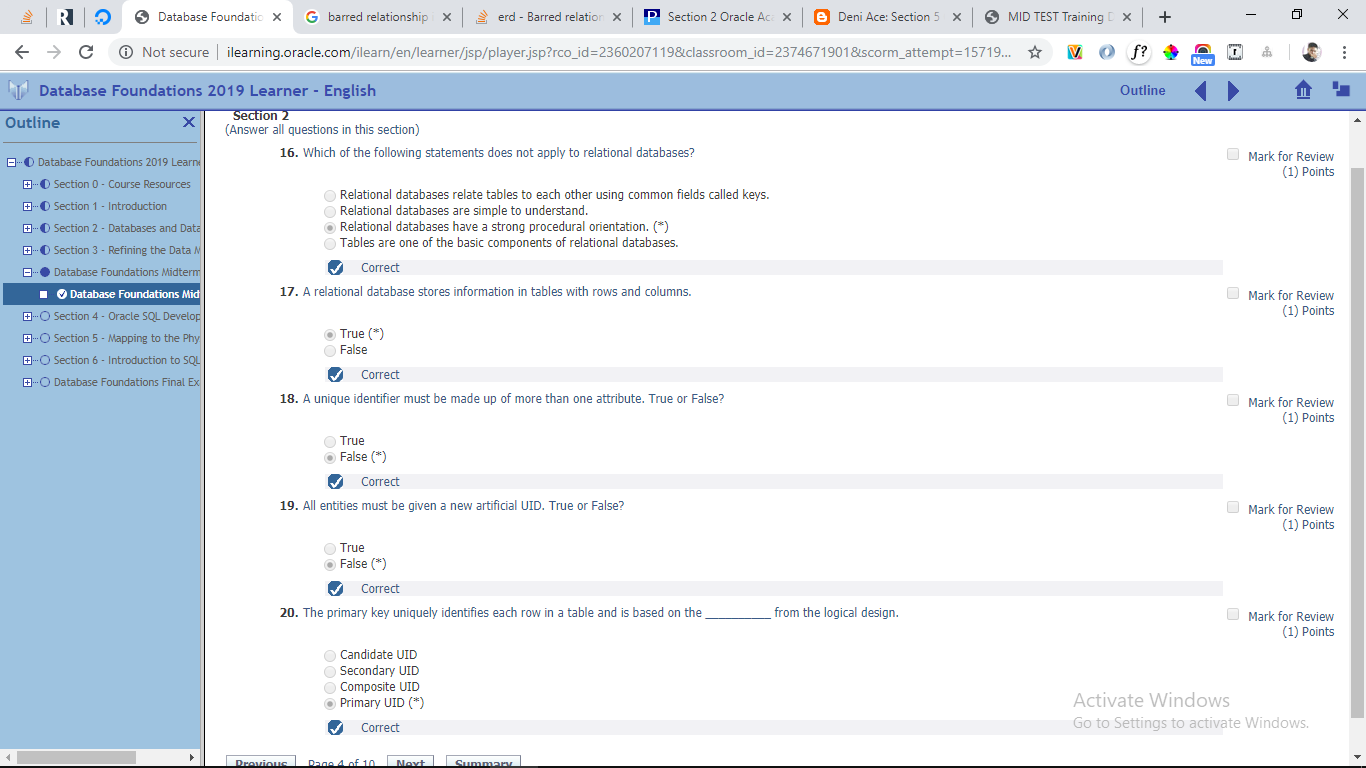 Database Foundatio
barred relationship
erd - Barred relation
Section 2 Oracle Aca
Deni Ace: Section 5
MID TEST Training D
Not secure
ilearning.oracle.com/ilearn/en/learner/jsp/player.jsp?rco_id=2360207119&classroom_id=2374671901&scorm_attempt=15719...
f?
New
Database Foundations 2019 Learner - English
Outline
Outline
Database Foundations 2019 Learn
Section 0 - Course Resources
Section 1 - Introduction
Section 2 - Databases and Data
Section 3 - Refining the Data M
Database Foundations Midterm
Database Foundations Mid
Section 4 - Oracle SQL Develop
Section 5 - Mapping to the Phy
Section 6 - Introduction to SQL
Database Foundations Final Ex
Section 2
(Answer all questions in this section)
16. Which of the following statements does not apply to relational databases?
Mark for Review
(1) Points
Relational databases relate tables to each other using common fields called keys.
Relational databases are simple to understand.
Relational databases have a strong procedural orientation. (*)
Tables are one of the basic components of relational databases.
Correct
17. A relational database stores information in tables with rows and columns.
Mark for Review
(1) Points
True (*)
False
Correct
18. A unique identifier must be made up of more than one attribute. True or False?
Mark for Review
(1) Points
True
False (*)
Correct
19. All entities must be given a new artificial UID. True or False?
Mark for Review
(1) Points
True
False (*)
Correct
20. The primary key uniquely identifies each row in a table and is based on the __________ from the logical design.
Mark for Review
(1) Points
Candidate UID
Secondary UID
Composite UID
Primary UID (*)
Correct
Activate Windows
Go to Settings to activate Windows.
Previous Page 4 of 10 Next Summary